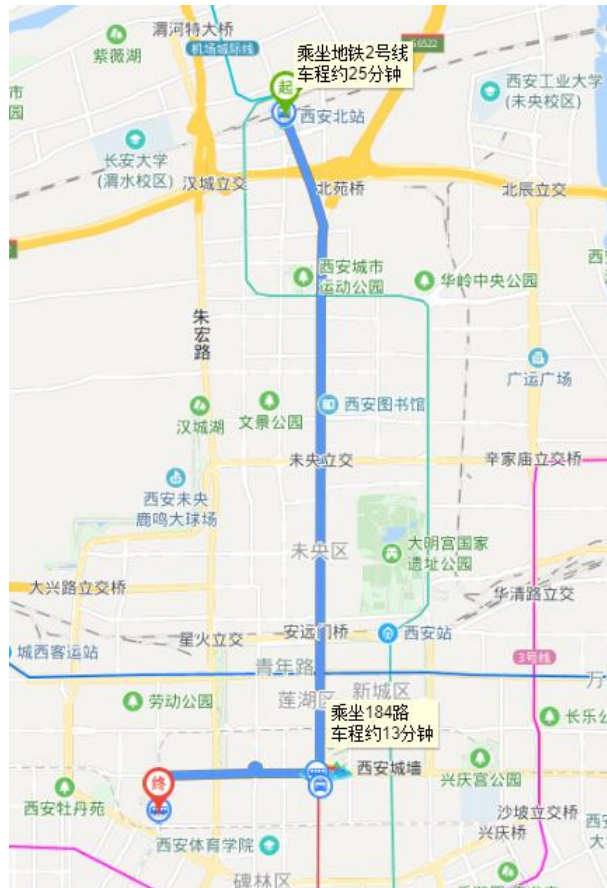 渭河特大桥
紫薇湖
机场城际线
乘坐地铁2号线
车程约25分钟
S6522
起
西安北站
西安工业大学
(未央校区)
长安大学
(渭水校区)
汉城立交
北苑桥
北辰立交
西安城市
运动公园
华岭中央公园
朱宏路
广运广场
西安图书馆
汉城湖
文景公园
未央立交
辛家庙立交桥
西安未央
鹿鸣大球场
未央区
大明宫国家
遗址公园
大兴路立交桥
华清路立交
星火立交
安远门桥
西安站
城西客运站
青年路
3号线
万
劳动公园
莲湖区
新城区
乘坐184路
车程约13分钟
长乐公
西安城墙
终
兴庆宫公园
西安牡丹苑
沙坡立交桥
兴庆桥
西安体育学院
碑林区